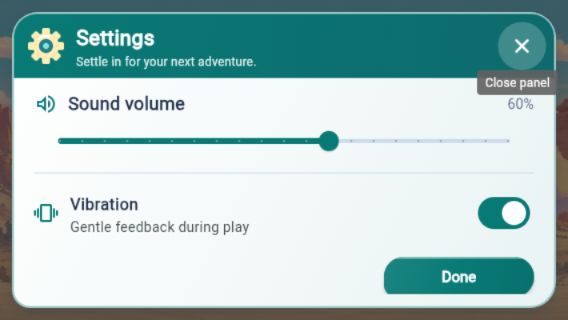 Settings
Settle in for your next adventure.
Close panel
Sound volume
60%
Vibration
Gentle feedback during play
Done